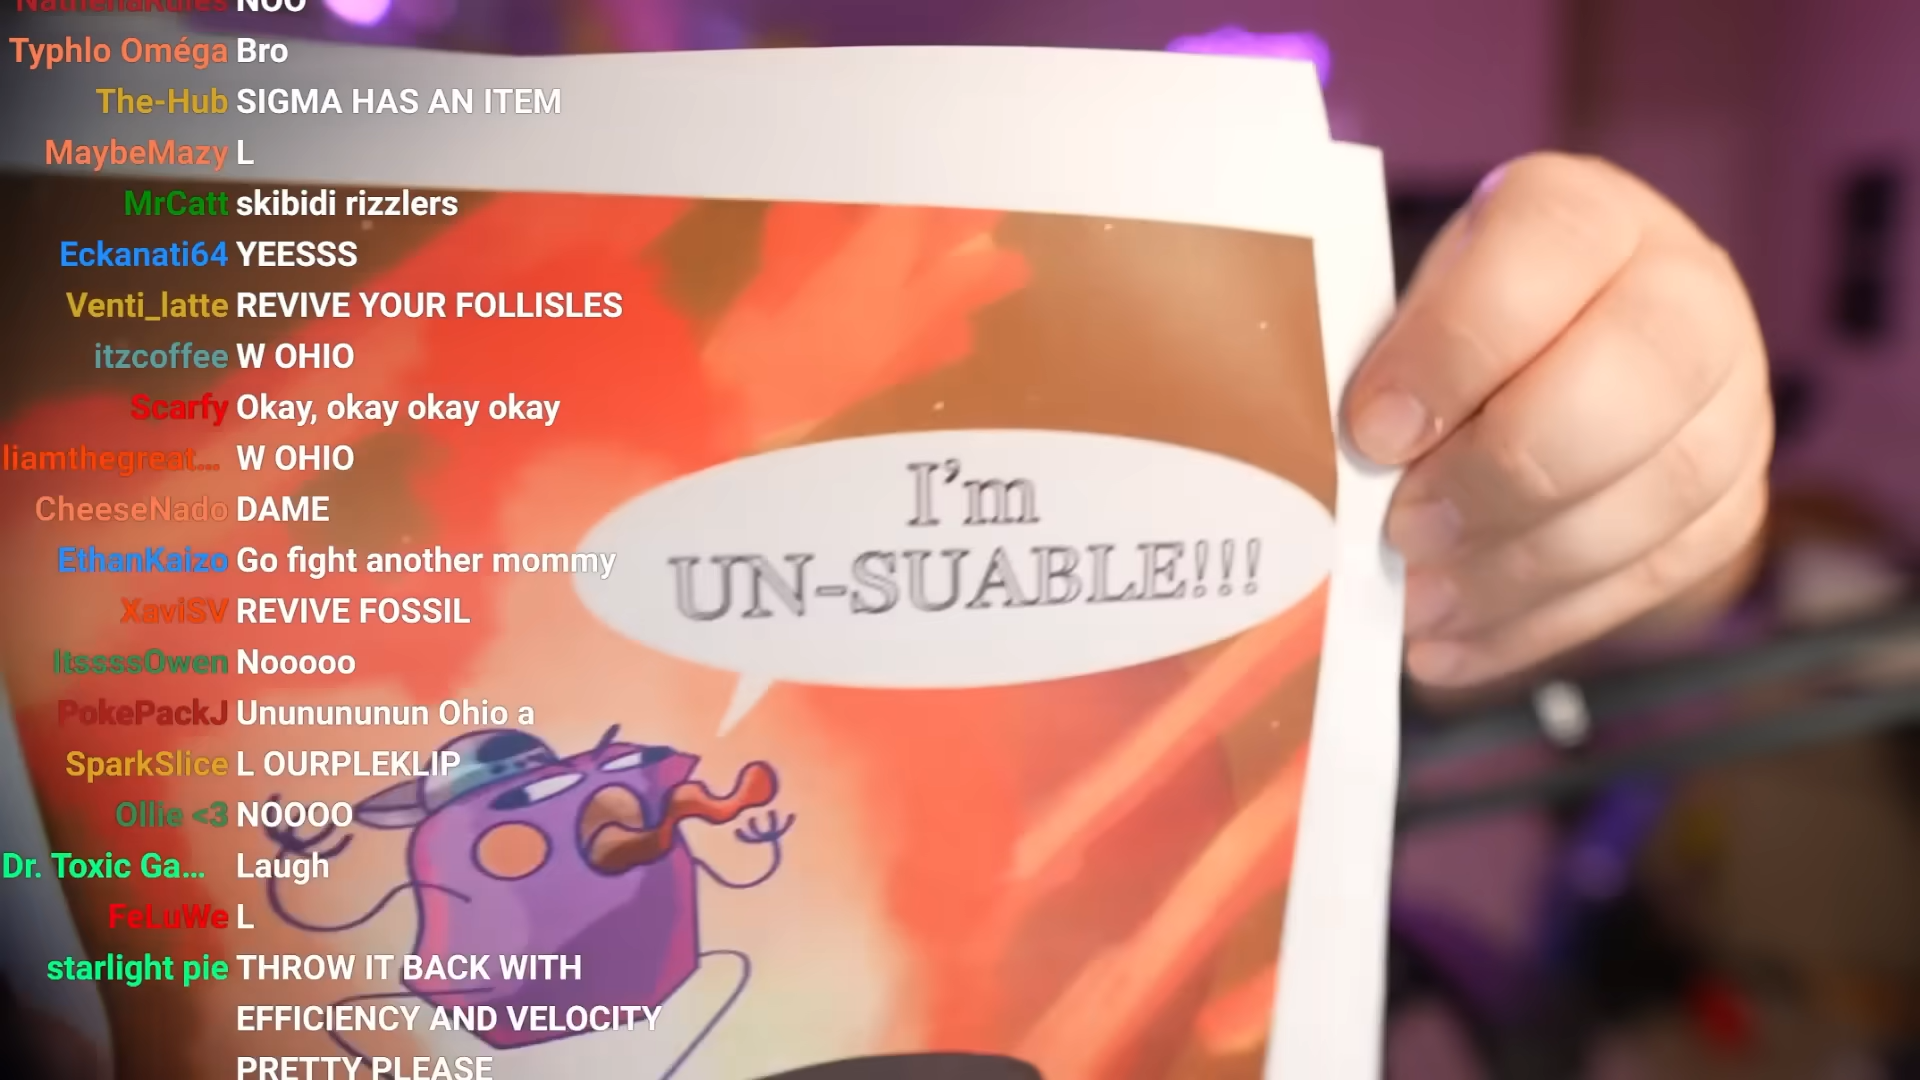 NathenaRules NOO
Typhlo Oméga Bro
The-Hub SIGMA HAS AN ITEM
MaybeMazy L
MrCatt skibidi rizzlers
Eckanati64 YEESSS
Venti_latte REVIVE YOUR FOLLISLES
itzcoffee W OHIO
Scarfy Okay, okay okay okay
liamthegreat... W OHIO
CheeseNado DAME
EthanKaizo Go fight another mommy
XaviSV REVIVE FOSSIL
ItssssOwen Nooooo
PokePackJ Ununununun Ohio a
SparkSlice L OURPLEKLIP
Ollie <3 NOOOO
Dr. Toxic Ga... Laugh
FeLuWe L
starlight pie THROW IT BACK WITH
EFFICIENCY AND VELOCITY
PRETTY PLEASE
I'm
UN-SUABLE!!!